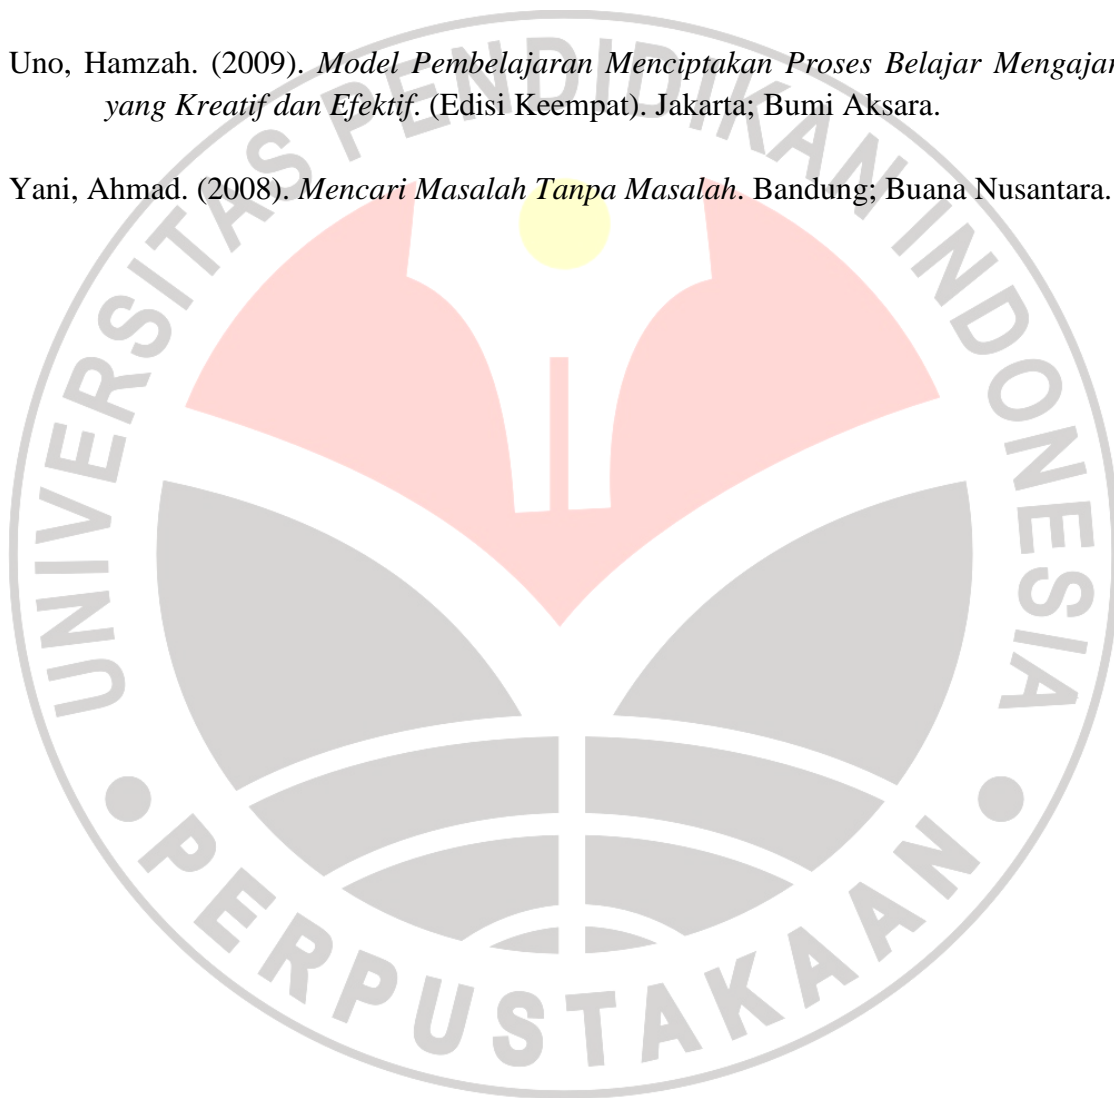 Uno, Hamzah. (2009). Model Pembelajaran Menciptakan Proses Belajar Mengajar
yang Kreatif dan Efektif. (Edisi Keempat). Jakarta; Bumi Aksara.
Yani, Ahmad. (2008). Mencari Masalah Tanpa Masalah. Bandung; Buana Nusantara.
UNIVERSITAS PENDIDIKAN INDONESIA
PERPUSTAKAAN